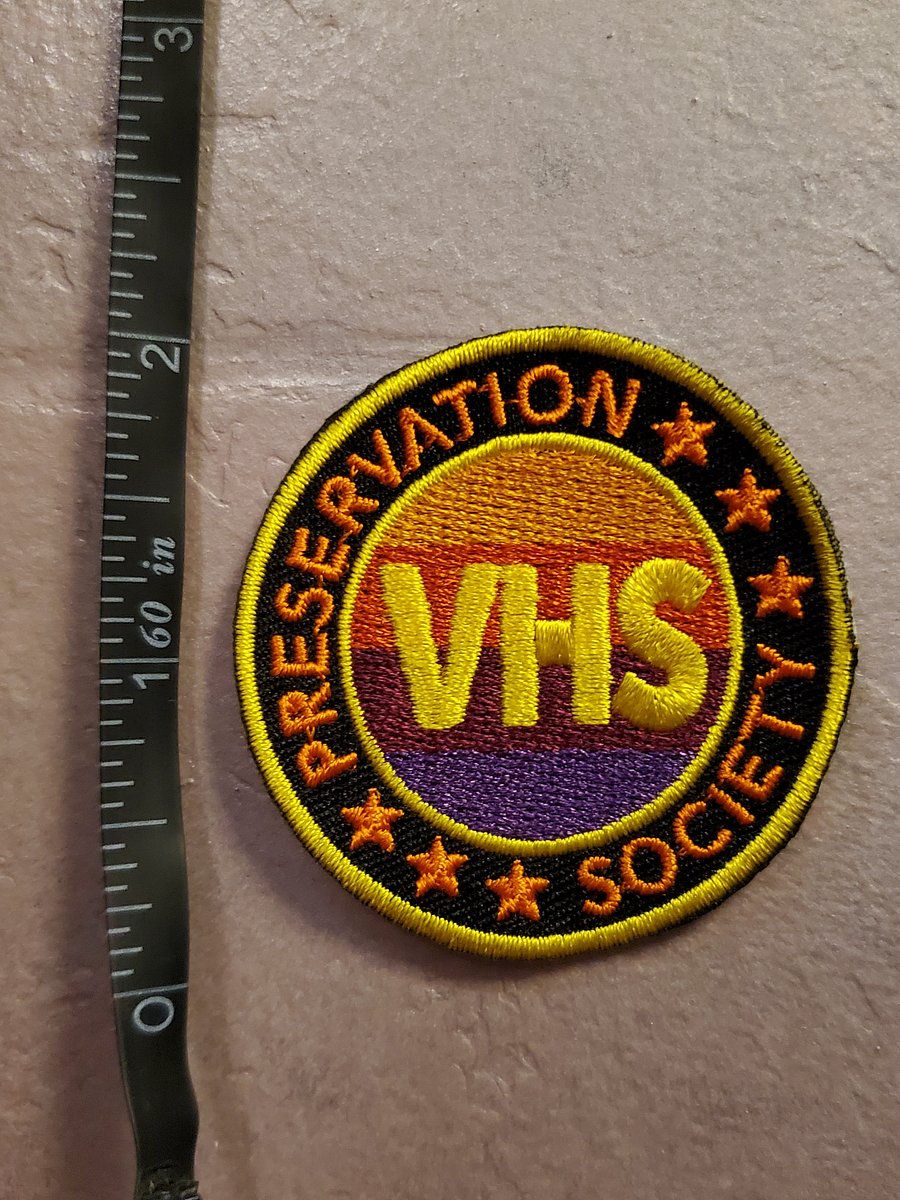 PRESERVATION
VHS
SOCIETY
3
2
1
60 in
0